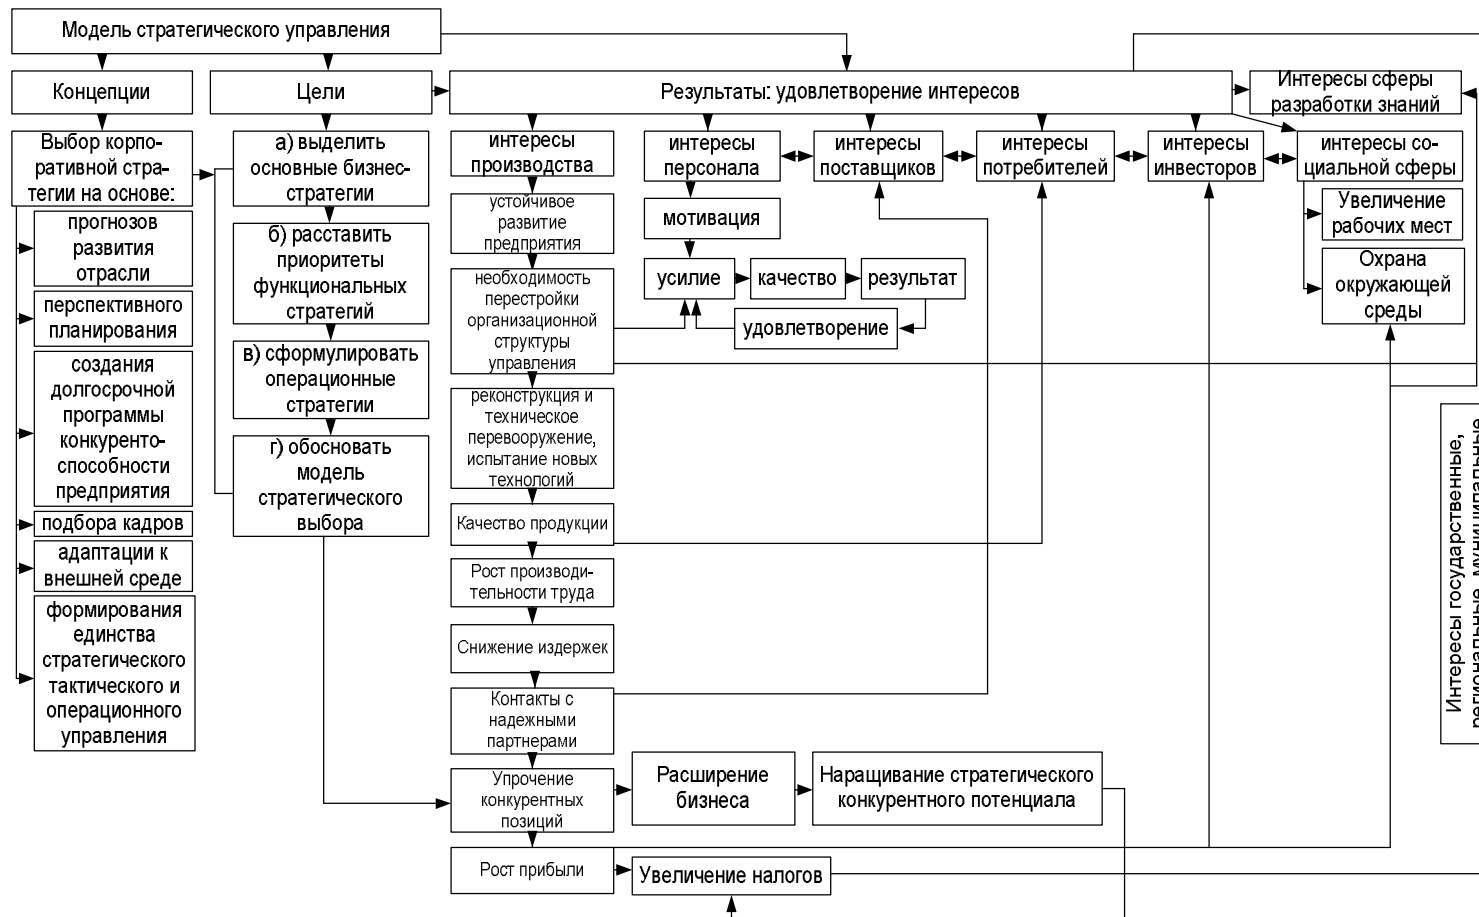 Модель стратегического управления
Концепции
Цели
Результаты: удовлетворение интересов
Интересы сферы
разработки знаний
Выбор корпо-
ративной стра-
тегии на основе:
прогнозов
развития
отрасли
перспективного
планирования
создания
долгосрочной
программы
конкуренто-
способности
предприятия
подбора кадров
адаптации к
внешней среде
формирования
единства
стратегического
тактического и
операционного
управления
а) выделить
основные бизнес-
стратегии
б) расставить
приоритеты
функциональных
стратегий
в) сформулировать
операционные
стратегии
г) обосновать
модель
стратегического
выбора
интересы
производства
устойчивое
развитие
предприятия
необходимость
перестройки
организационной
структуры
управления
реконструкция и
техническое
перевооружение,
испытание новых
технологий
Качество продукции
Рост производи-
тельности труда
Снижение издержек
Контакты с
надежными
партнерами
Упрочение
конкурентных
позиций
Рост прибыли
интересы
персонала
мотивация
усилие
качество
результат
удовлетворение
интересы
поставщиков
интересы
потребителей
интересы
инвесторов
интересы со-
циальной сферы
Увеличение
рабочих мест
Охрана
окружающей
среды
Расширение
бизнеса
Наращивание стратегического
конкурентного потенциала
Увеличение налогов
Интересы государственные,
региональные, муниципальные